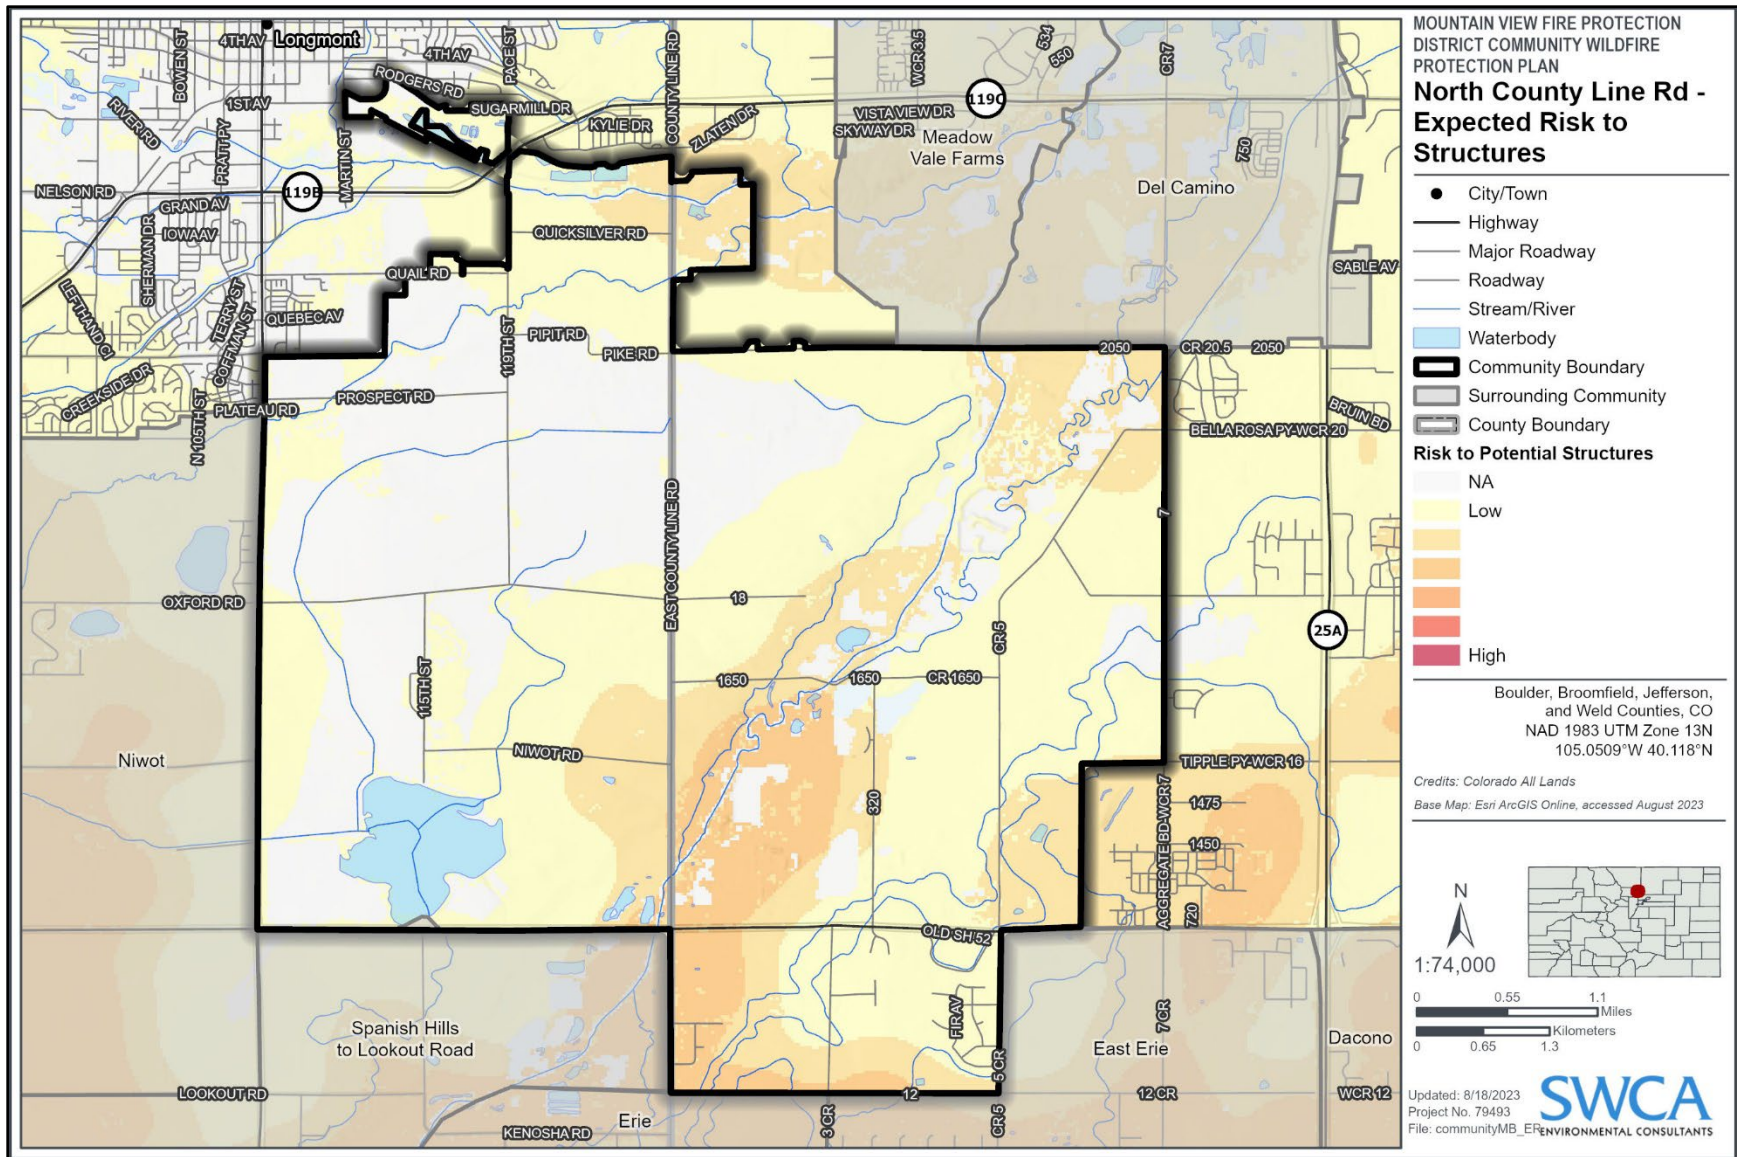 MOUNTAIN VIEW FIRE PROTECTION
DISTRICT COMMUNITY WILDFIRE
PROTECTION PLAN
North County Line Rd -
Expected Risk to
Structures
City/Town
Highway
Major Roadway
Roadway
Stream/River
Waterbody
Community Boundary
Surrounding Community
County Boundary
Risk to Potential Structures
NA
Low
High
Boulder, Broomfield, Jefferson,
and Weld Counties, CO
NAD 1983 UTM Zone 13N
105.0509°W 40.118°N
Credits: Colorado All Lands
Base Map: Esri ArcGIS Online, accessed August 2023
N
1:74,000
0 0.55 1.1
Miles
Kilometers
0 0.65 1.3
Updated: 8/18/2023
Project No. 79493
File: communityMB_ER
SWCA
ENVIRONMENTAL CONSULTANTS
BOWEN ST
4TH AV
Longmont
4TH AV
PACE ST
COUNTY LINE RD
WCR 3.5
534
550
CR 7
RODGERS RD
RIVER RD
1ST AV
SUGARMILL DR
119C
VISTA VIEW DR
KYLIE DR
ZLATEN DR
SKYWAY DR
Meadow
Vale Farms
750
PRATT PY
MARTIN ST
NELSON RD
119B
Del Camino
GRAND AV
SHERMAN DR
IOWA AV
QUICKSILVER RD
QUAIL RD
SABLE AV
LEFTHAND CI
TERRY ST
COFFMAN ST
QUEBEC AV
119TH ST
PIPIT RD
PIKE RD
2050
CR 20.5
2050
CREEKSIDE DR
N 105TH ST
PLATEAU RD
PROSPECT RD
BRUIN BD
BELLA ROSA PY-WCR 20
EAST COUNTY LINE RD
7
OXFORD RD
18
CR 5
25A
115TH ST
1650
1650
CR 1650
Niwot
NIWOT RD
TIPPLE PY-WCR 16
320
AGGREGATE BD-WCR 7
1475
1450
720
OLD SH 52
Spanish Hills
to Lookout Road
FIR AV
5 CR
7 CR
East Erie
Dacono
LOOKOUT RD
12
12 CR
WCR 12
Erie
KENOSHA RD
3 CR
CR 5